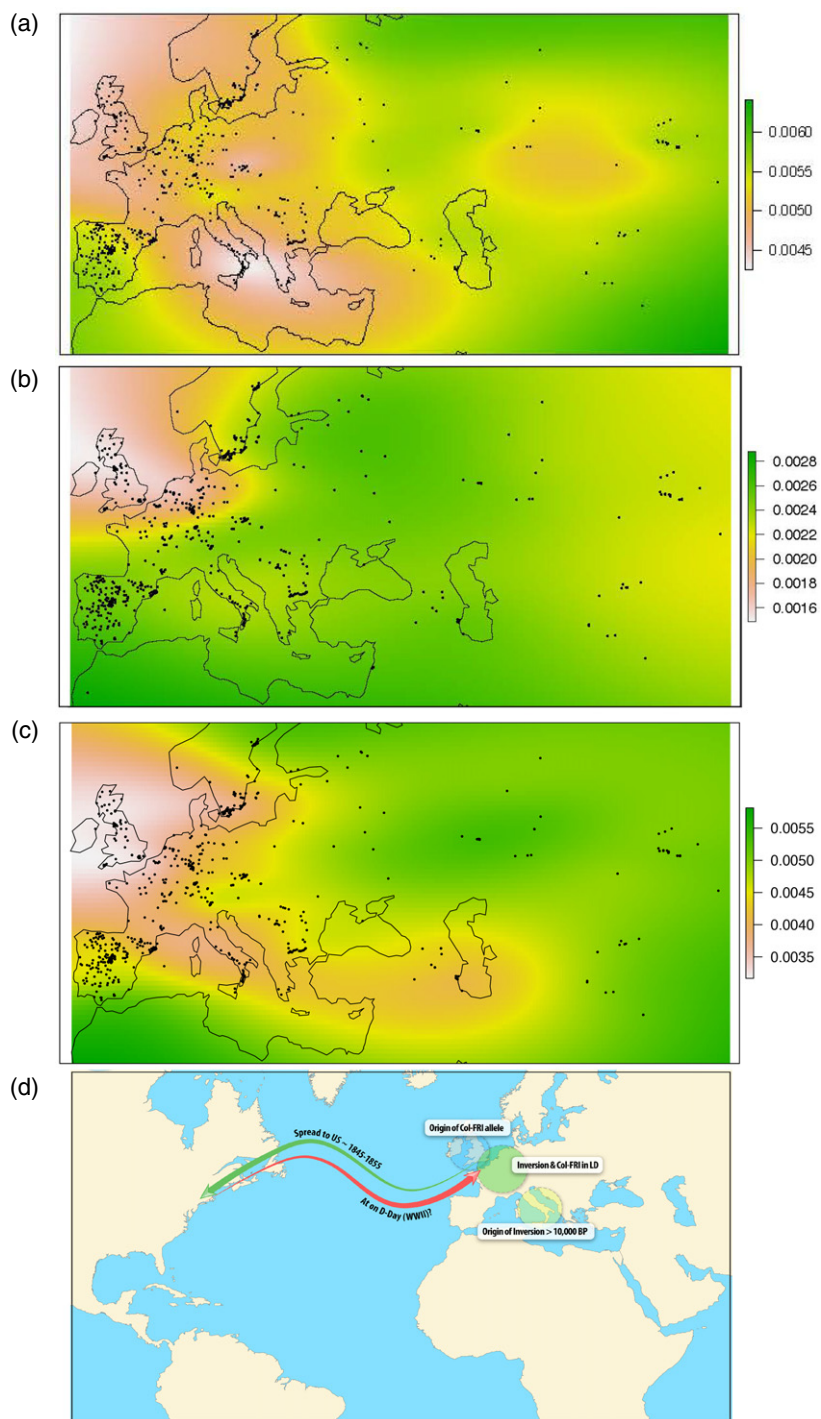 (a)
0.0060
0.0055
0.0050
0.0045
(b)
0.0028
0.0026
0.0024
0.0022
0.0020
0.0018
0.0016
(c)
0.0055
0.0050
0.0045
0.0040
0.0035
(d)
Origin of Col-FRI allele
Spread to US ~ 1845-1855
Inversion & Col-FRI in LD
At on D-Day (WWII)?
Origin of Inversion > 10,000 BP